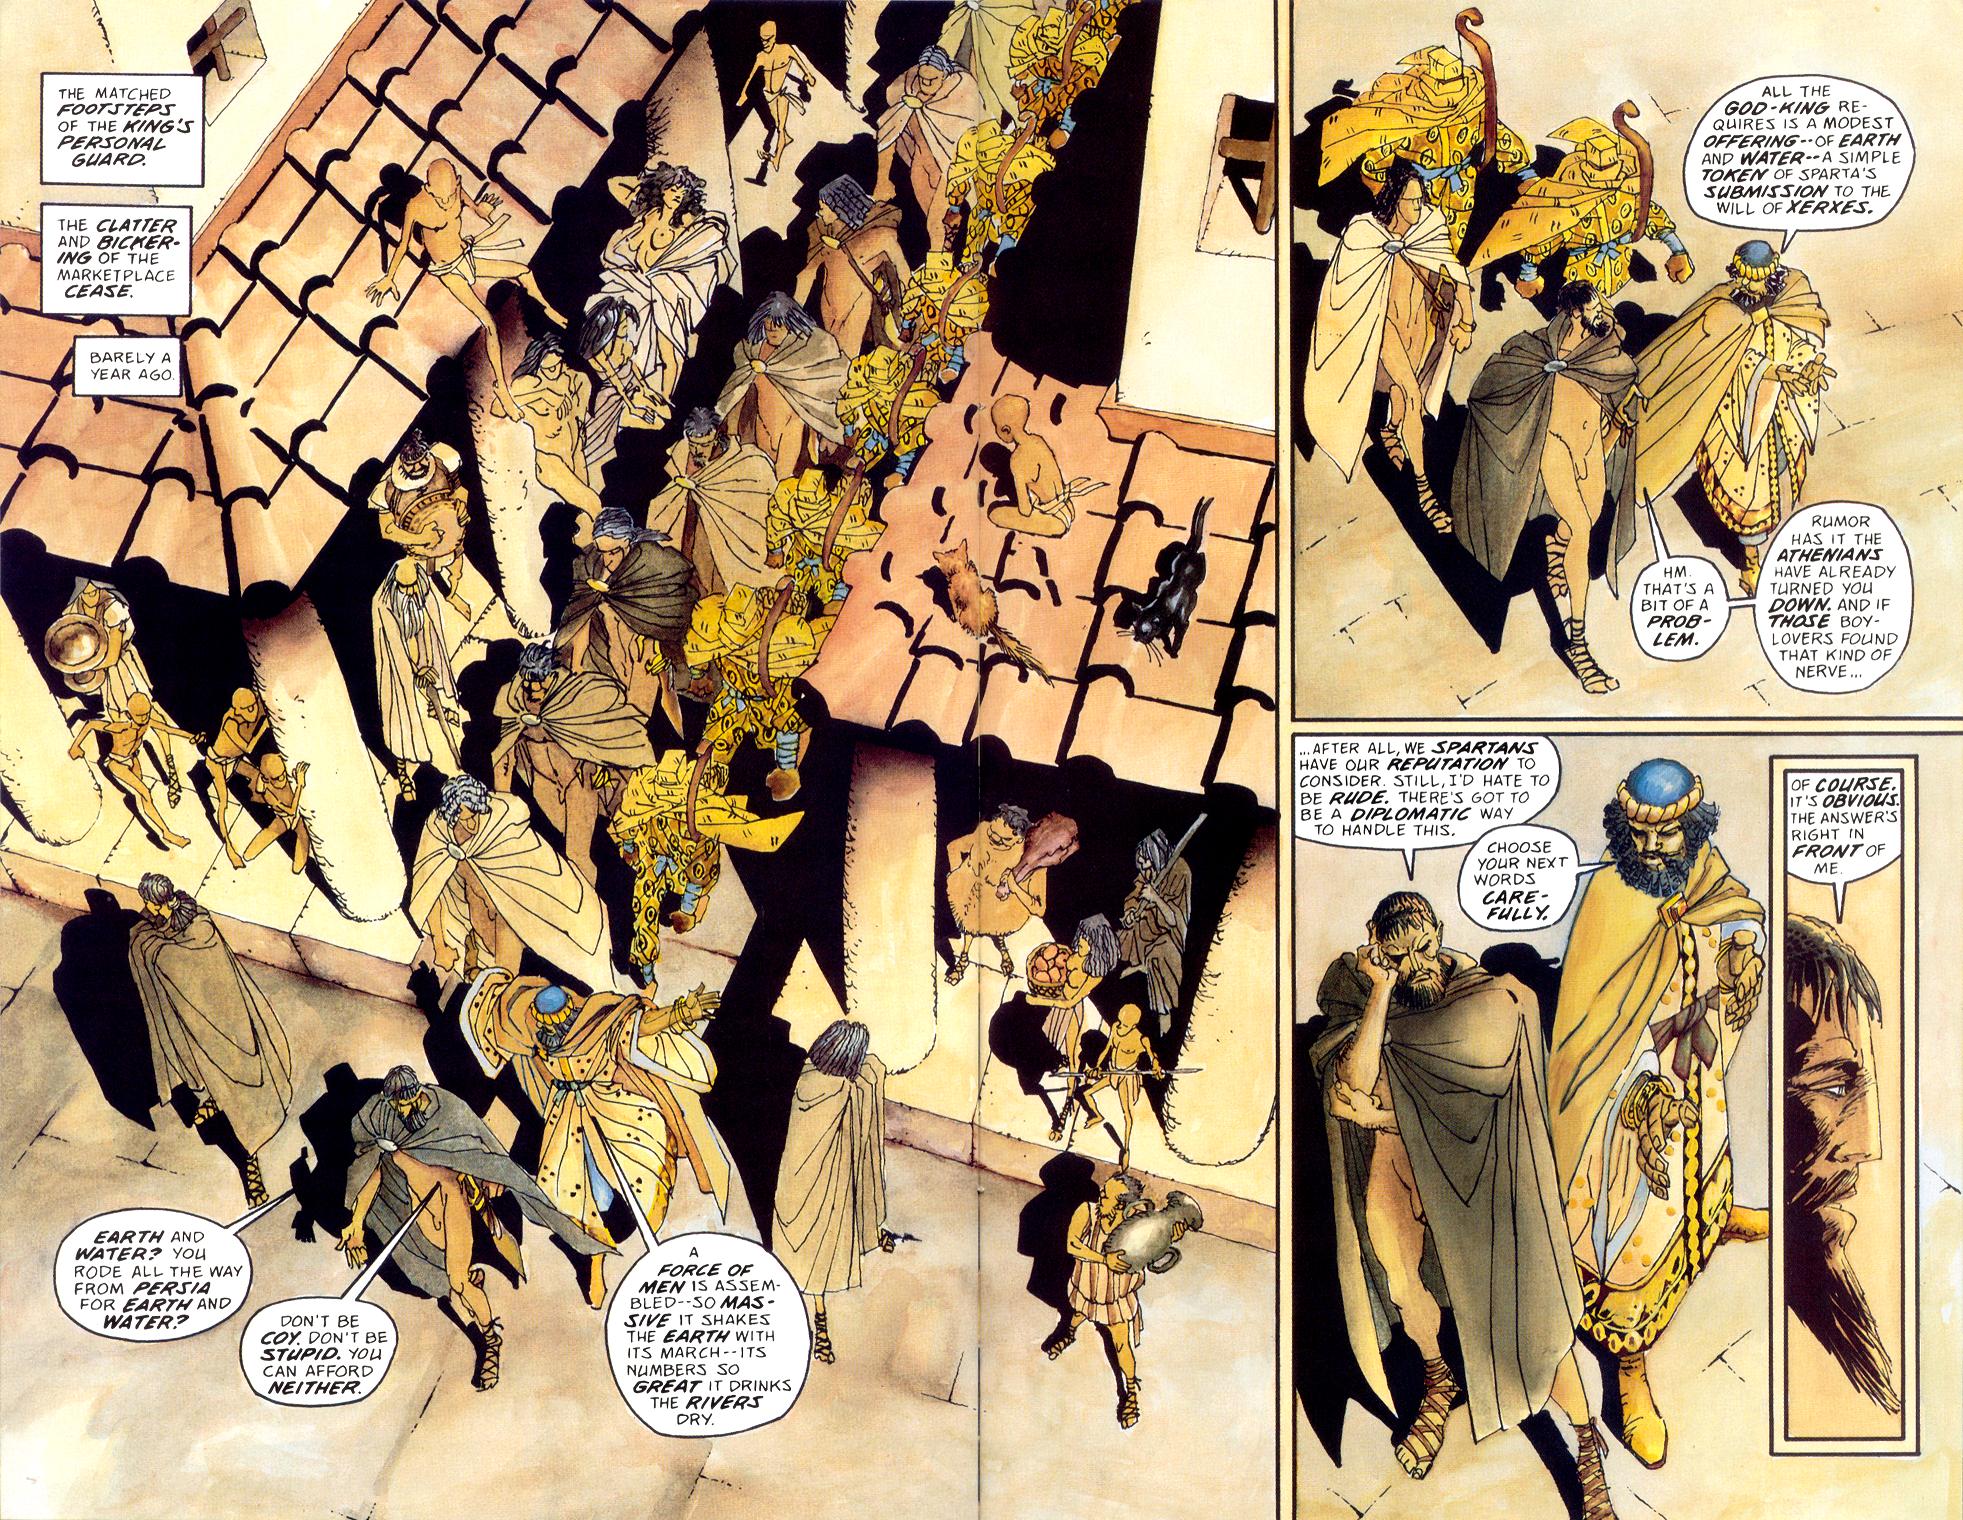 THE MATCHED
FOOTSTEPS
OF THE KING'S
PERSONAL
GUARD.
THE CLATTER
AND BICKER-
ING OF THE
MARKETPLACE
CEASE.
BARELY A
YEAR AGO.
EARTH AND
WATER? YOU
RODE ALL THE WAY
FROM PERSIA
FOR EARTH AND
WATER?
DON'T BE
COY. DON'T BE
STUPID. YOU
CAN AFFORD
NEITHER.
A
FORCE OF
MEN IS ASSEM-
BLED--SO MAS-
SIVE IT SHAKES
THE EARTH WITH
ITS MARCH--ITS
NUMBERS SO
GREAT IT DRINKS
THE RIVERS
DRY.
ALL THE
GOD-KING RE-
QUIRES IS A MODEST
OFFERING--OF EARTH
AND WATER--A SIMPLE
TOKEN OF SPARTA'S
SUBMISSION TO THE
WILL OF XERXES.
HM.
THAT'S A
BIT OF A
PROB-
LEM.
RUMOR
HAS IT THE
ATHENIANS
HAVE ALREADY
TURNED YOU
DOWN. AND IF
THOSE BOY-
LOVERS FOUND
THAT KIND OF
NERVE...
...AFTER ALL, WE SPARTANS
HAVE OUR REPUTATION TO
CONSIDER. STILL, I'D HATE TO
BE RUDE. THERE'S GOT TO
BE A DIPLOMATIC WAY
TO HANDLE THIS.
CHOOSE
YOUR NEXT
WORDS
CARE-
FULLY.
OF COURSE.
IT'S OBVIOUS.
THE ANSWER'S
RIGHT IN
FRONT OF
ME.